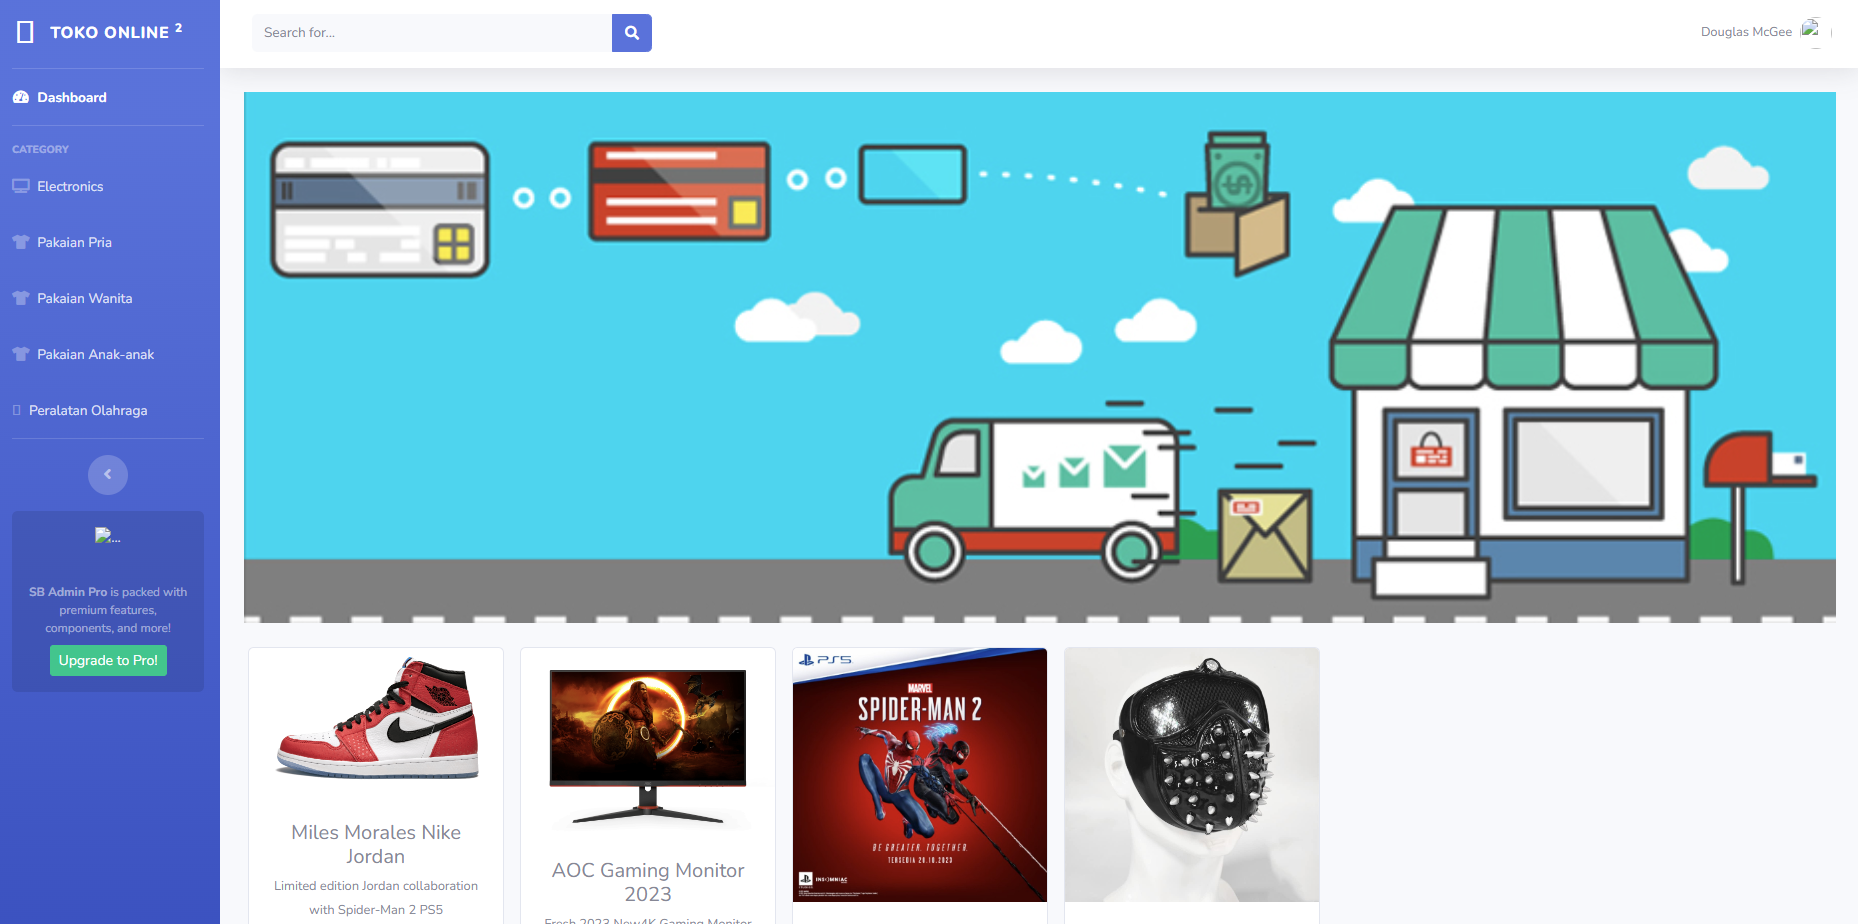 TOKO ONLINE 2
Search for...
Douglas McGee
Dashboard
CATEGORY
Electronics
Pakaian Pria
Pakaian Wanita
Pakaian Anak-anak
Peralatan Olahraga
...
SB Admin Pro is packed with
premium features,
components, and more!
Upgrade to Pro!
Miles Morales Nike
Jordan
Limited edition Jordan collaboration
with Spider-Man 2 PS5
AOC Gaming Monitor
2023
Fresh 2023 New4K Gaming Monitor
PS5
MARVEL
SPIDER-MAN 2
BE GREATER. TOGETHER.
TERSEDIA 20.10.2023
INSOMNIAC